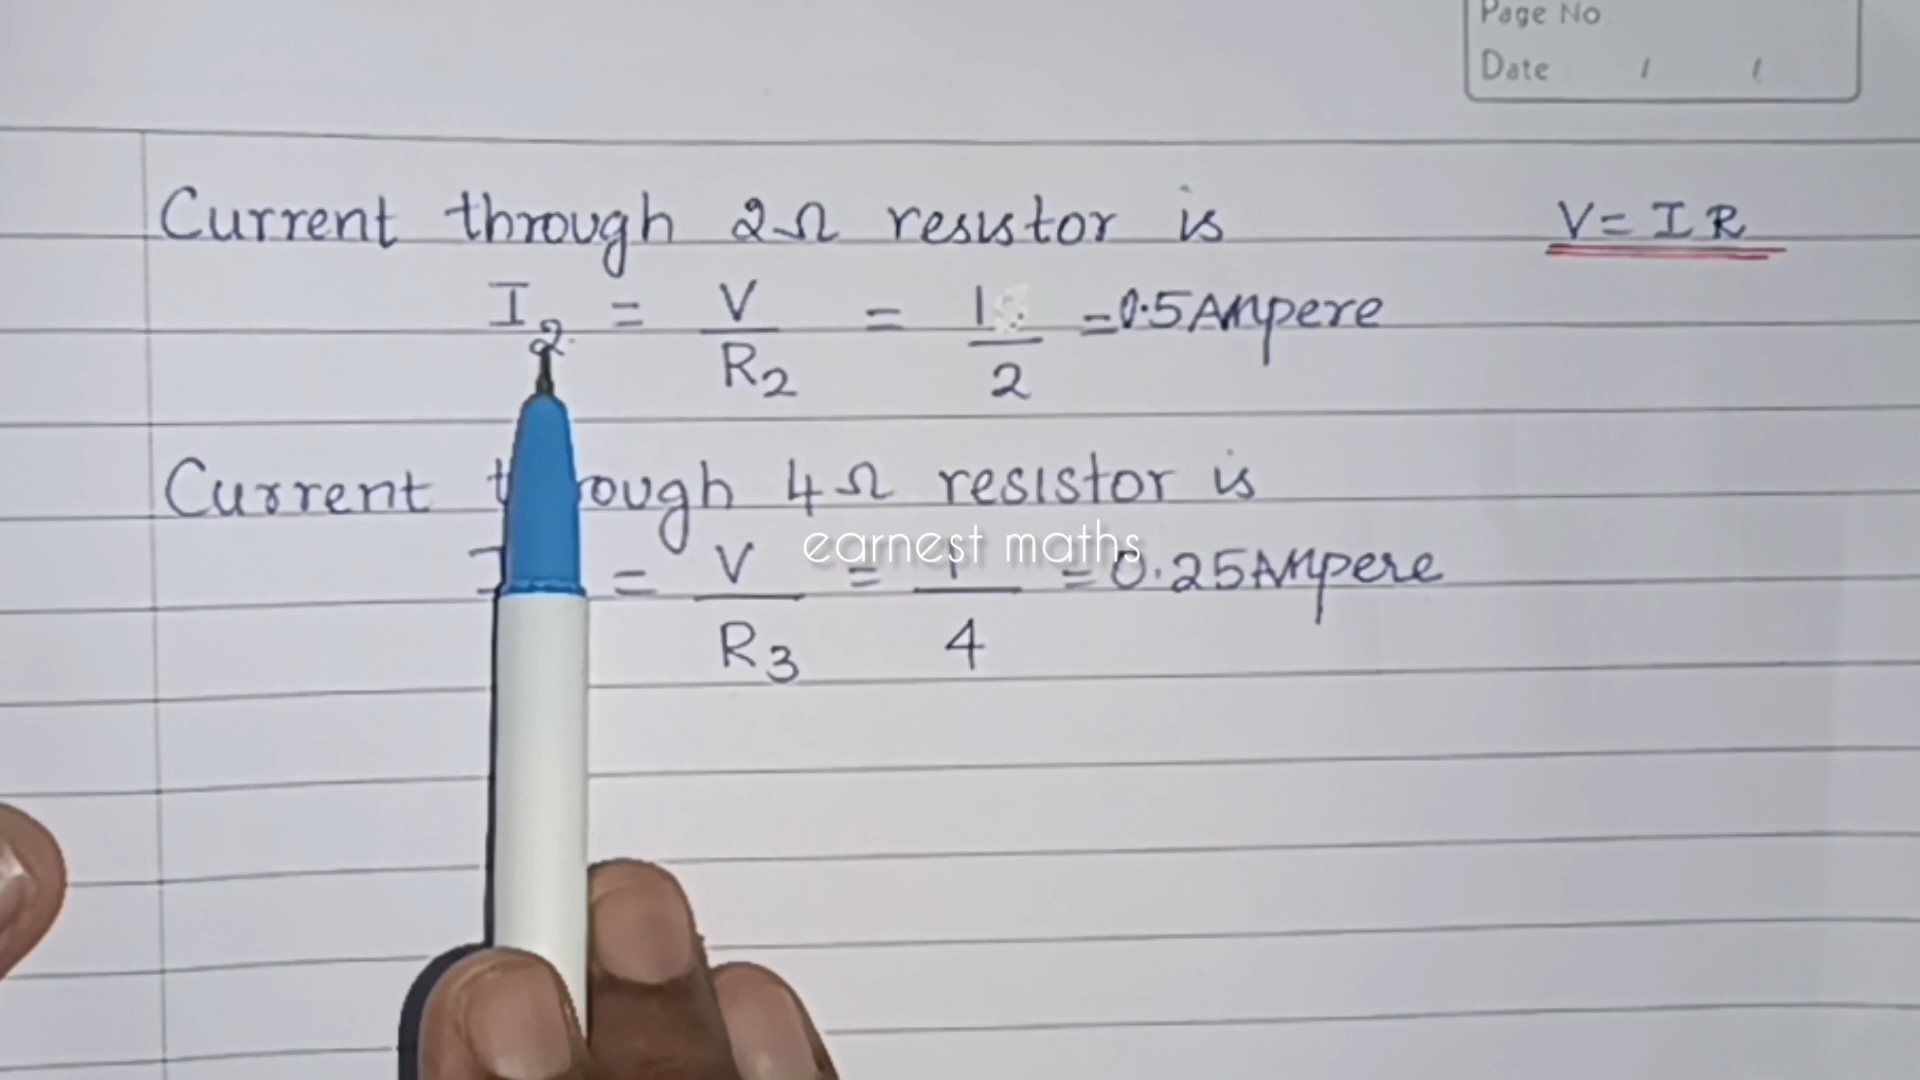 Page No
Date / /
Current through 2Ω resistor is V = I R
I2 = V/R2 = 1/2 = 0.5 Ampere
Current through 4Ω resistor is
earnest maths
= V/R3 = 1/4 = 0.25 Ampere